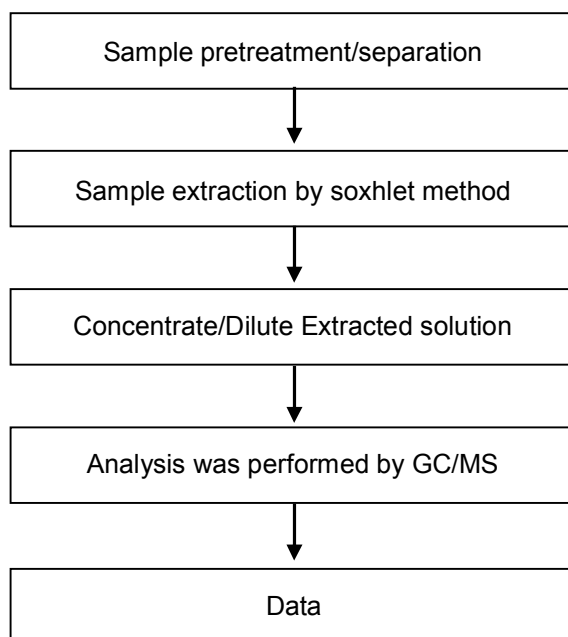 Sample pretreatment/separation
Sample extraction by soxhlet method
Concentrate/Dilute Extracted solution
Analysis was performed by GC/MS
Data